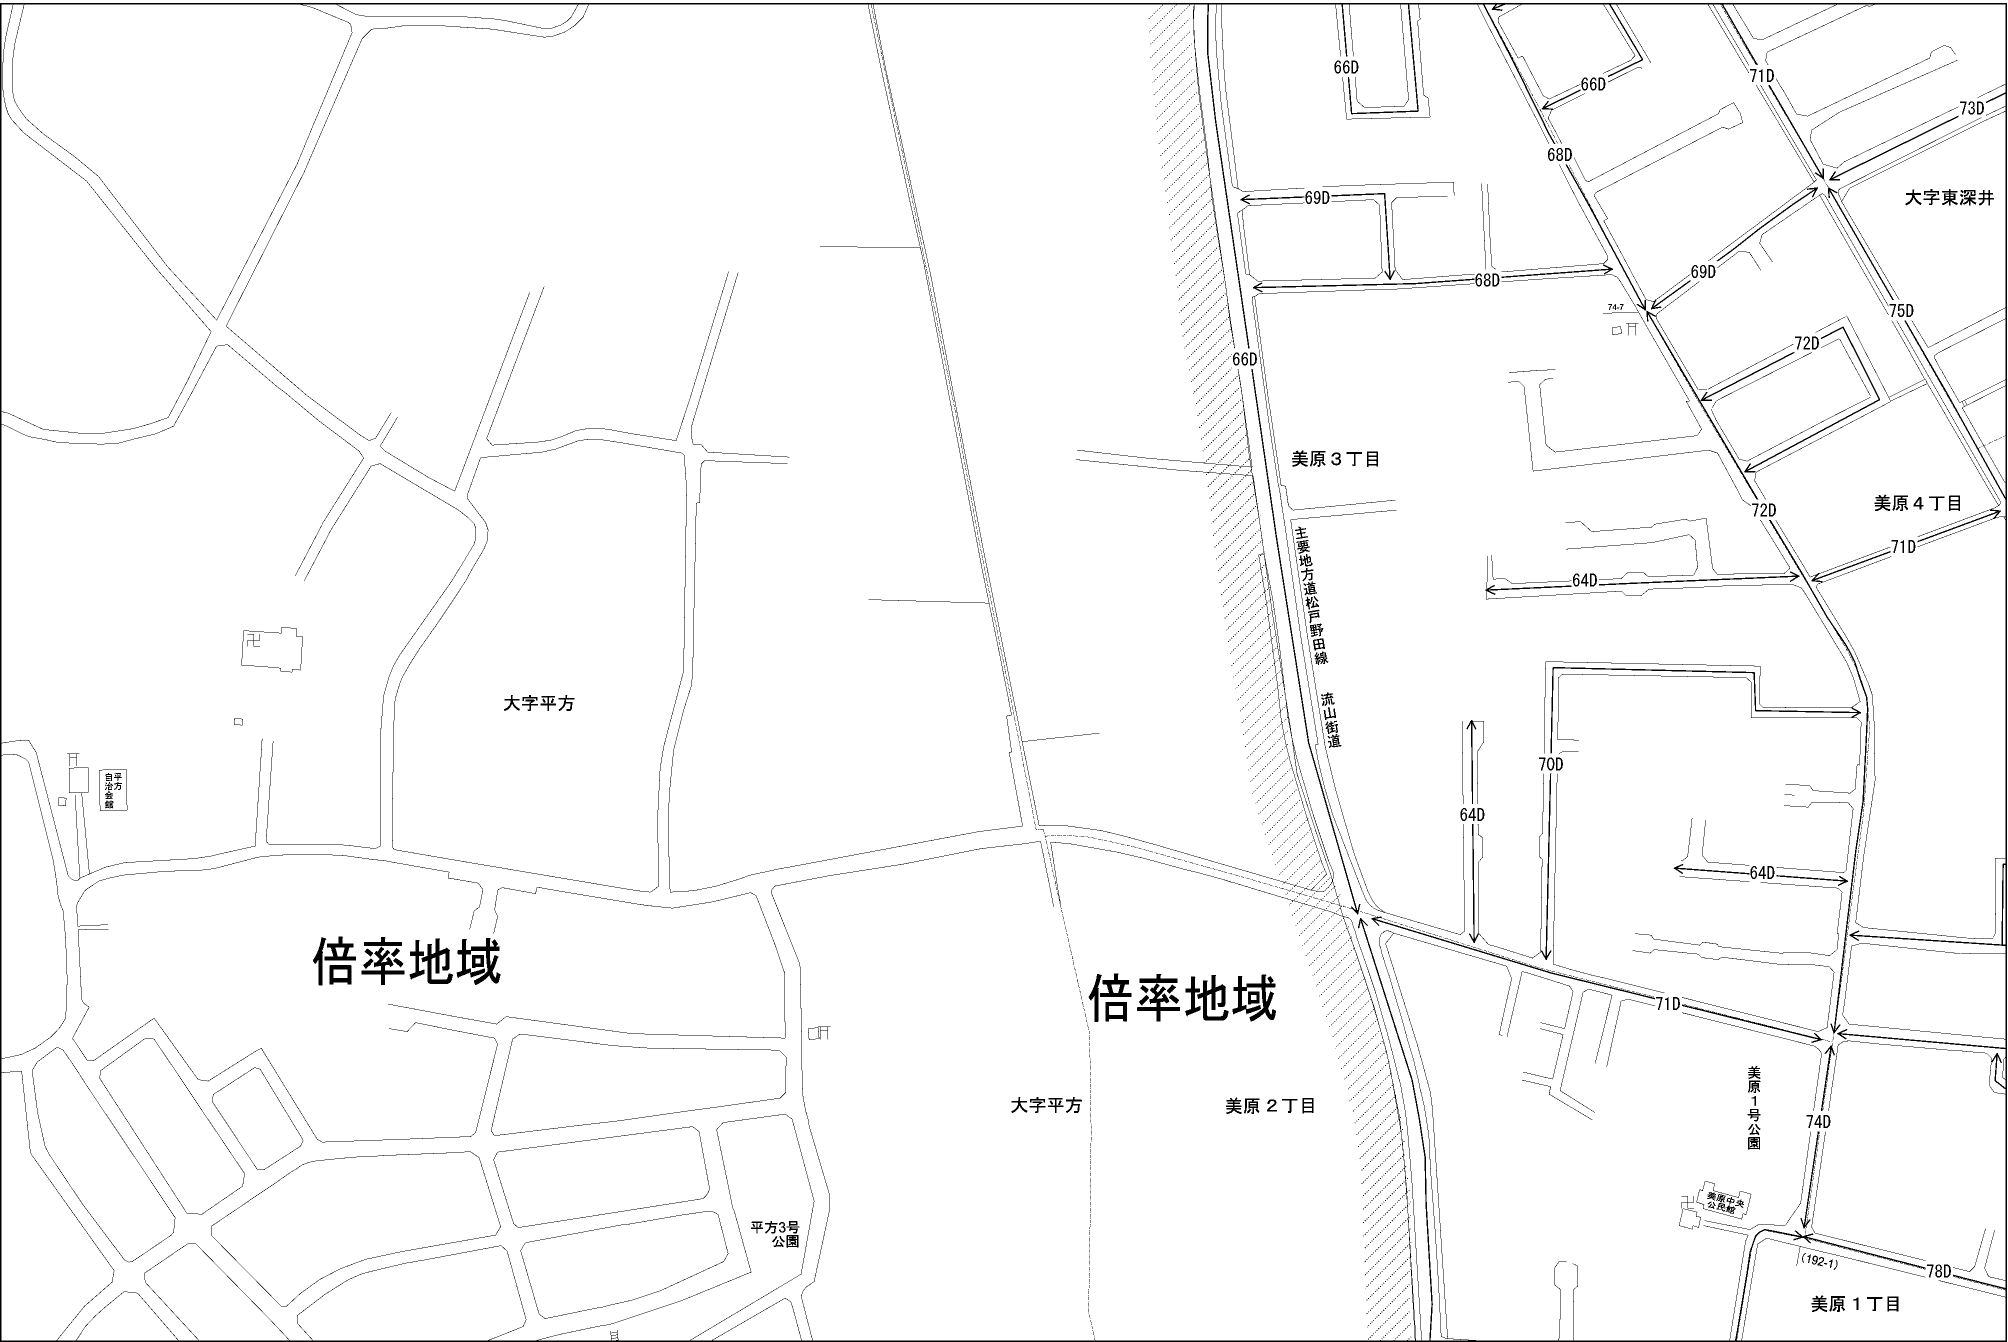 66D
66D
71D
73D
68D
69D
大字東深井
68D
69D
74-7
75D
66D
72D
美原３丁目
美原４丁目
72D
71D
64D
主要地方道松戸野田線　流山街道
大字平方
平方
自治会館
70D
64D
64D
倍率地域
倍率地域
71D
大字平方
美原２丁目
美原１号公園
74D
美原中央
公民館
平方3号
公園
(192-1)
78D
美原１丁目